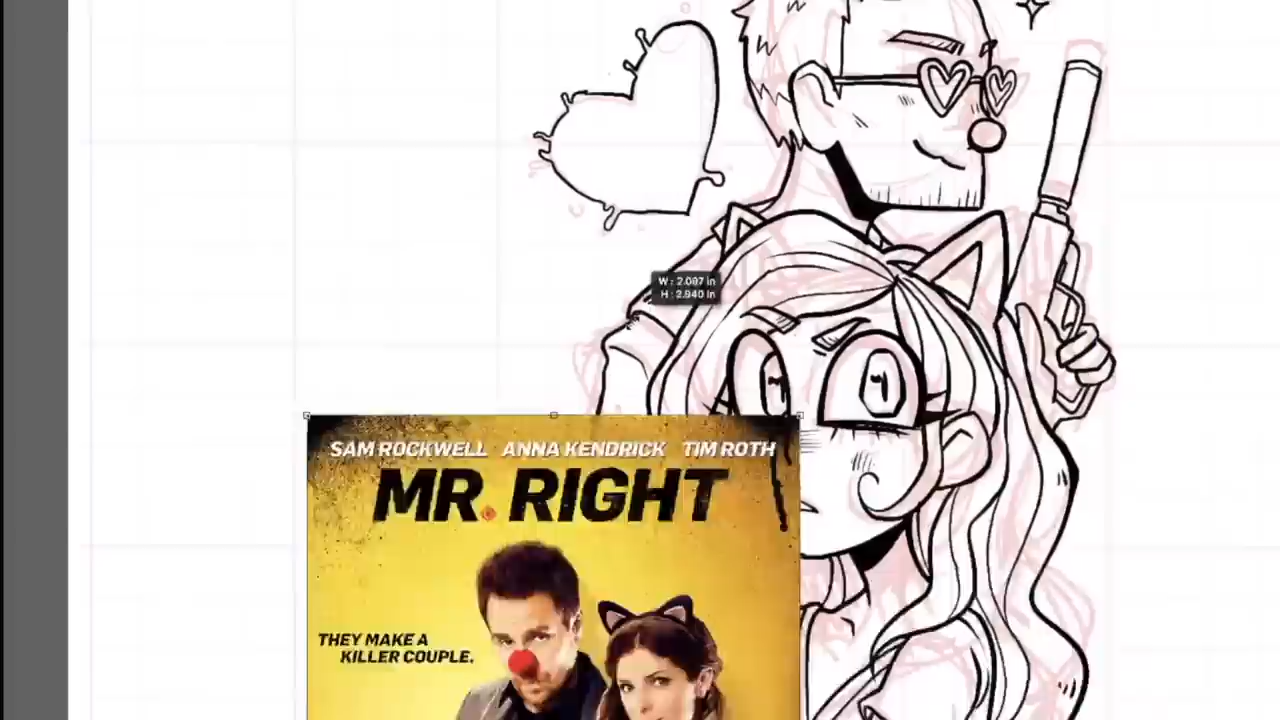 W : 2.097 in
H : 2.940 in
SAM ROCKWELL ANNA KENDRICK TIM ROTH
MR. RIGHT
THEY MAKE A
KILLER COUPLE.